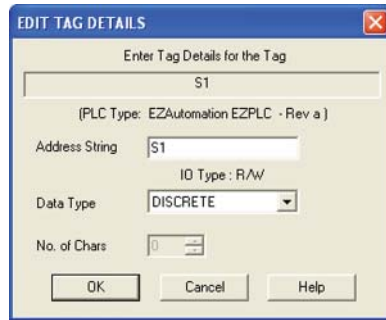 EDIT TAG DETAILS
Enter Tag Details for the Tag
S1
(PLC Type: EZAutomation EZPLC - Rev a )
Address String S1
IO Type : R/W
Data Type DISCRETE
No. of Chars 0
OK Cancel Help